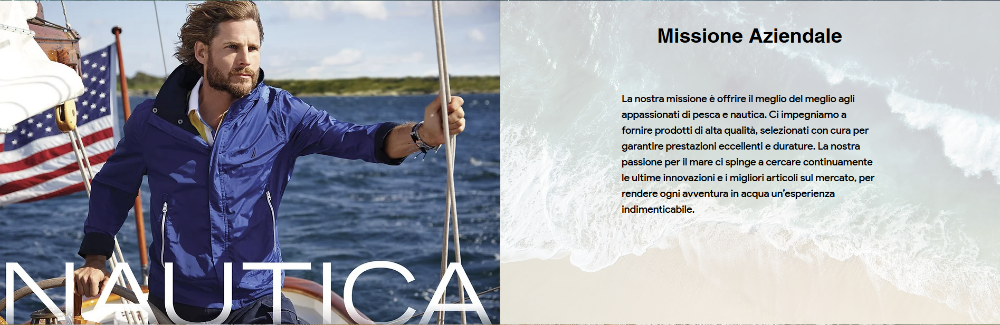 NAUTICA
Missione Aziendale
La nostra missione è offrire il meglio del meglio agli
appassionati di pesca e nautica. Ci impegniamo a
fornire prodotti di alta qualità, selezionati con cura per
garantire prestazioni eccellenti e durature. La nostra
passione per il mare ci spinge a cercare continuamente
le ultime innovazioni e i migliori articoli sul mercato, per
rendere ogni avventura in acqua un’esperienza
indimenticabile.